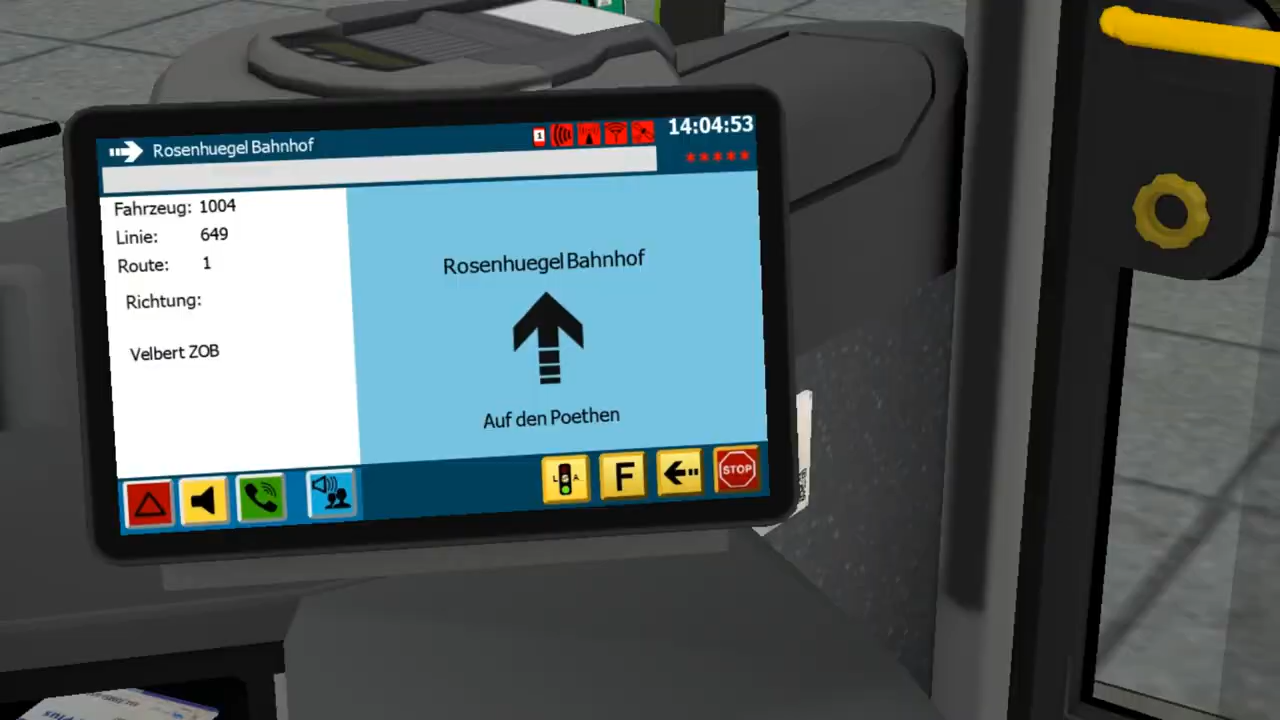 Rosenhuegel Bahnhof
1
14:04:53
*****
Fahrzeug: 1004
Linie: 649
Route: 1
Richtung:
Velbert ZOB
Rosenhuegel Bahnhof
Auf den Poethen
L A
F
STOP